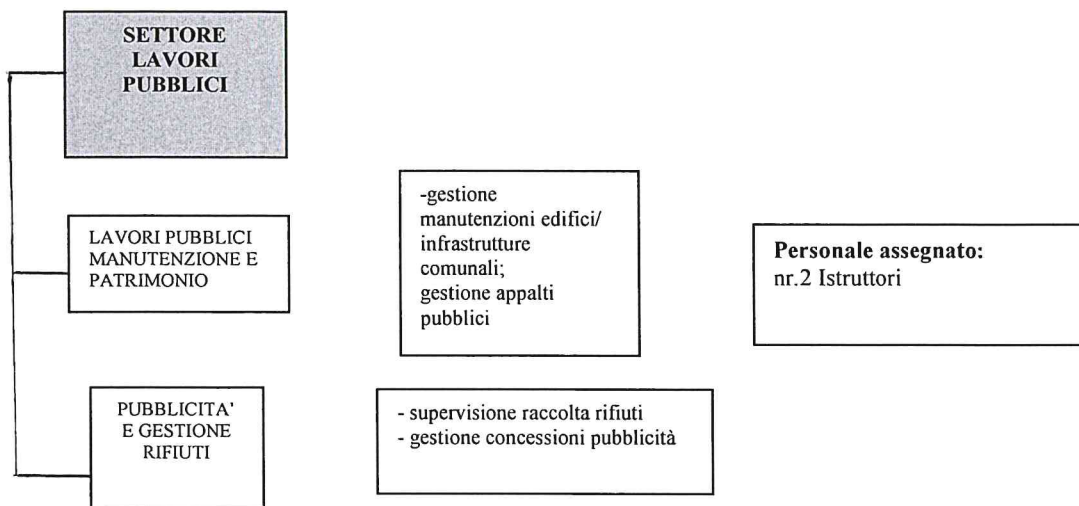 SETTORE
LAVORI
PUBBLICI
LAVORI PUBBLICI
MANUTENZIONE E
PATRIMONIO
-gestione
manutenzioni edifici/
infrastrutture
comunali;
gestione appalti
pubblici
Personale assegnato:
nr.2 Istruttori
PUBBLICITA'
E GESTIONE
RIFIUTI
- supervisione raccolta rifiuti
- gestione concessioni pubblicità